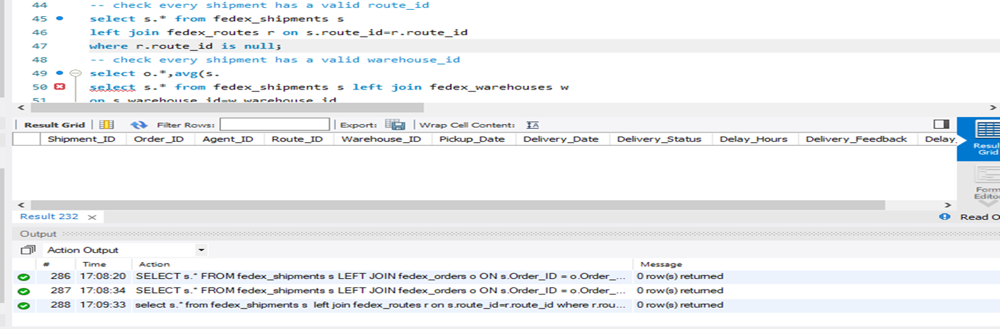 44 -- check every shipment has a valid route_id
45 select s.* from fedex_shipments s
46 left join fedex_routes r on s.route_id=r.route_id
47 where r.route_id is null;
48 -- check every shipment has a valid warehouse_id
49 select o.*,avg(s.
50 select s.* from fedex_shipments s left join fedex_warehouses w
51 on s.warehouse_id=w.warehouse_id
Result Grid Filter Rows: Export: Wrap Cell Content:
Shipment_ID Order_ID Agent_ID Route_ID Warehouse_ID Pickup_Date Delivery_Date Delivery_Status Delay_Hours Delivery_Feedback Delay_
Result
Grid
Form
Editor
Result 232
Read O
Output
Action Output
# Time Action Message
286 17:08:20 SELECT s.* FROM fedex_shipments s LEFT JOIN fedex_orders o ON s.Order_ID = o.Order_... 0 row(s) returned
287 17:08:34 SELECT s.* FROM fedex_shipments s LEFT JOIN fedex_orders o ON s.Order_ID = o.Order_... 0 row(s) returned
288 17:09:33 select s.* from fedex_shipments s left join fedex_routes r on s.route_id=r.route_id where r.rou... 0 row(s) returned